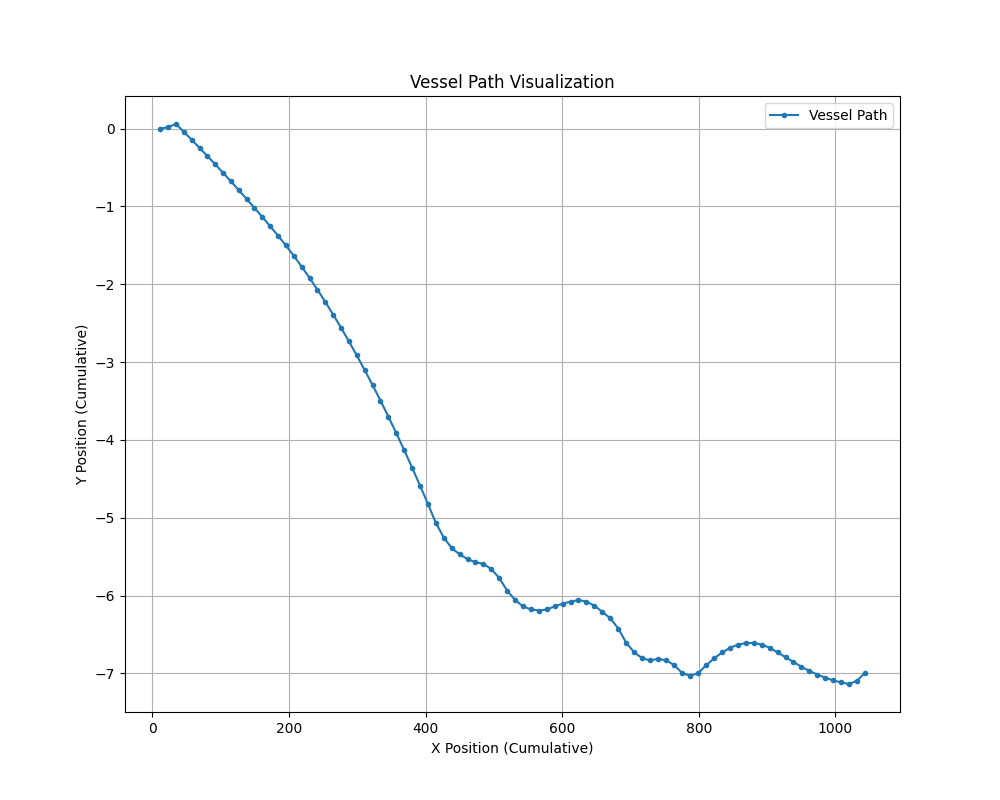 Vessel Path Visualization
Vessel Path
0
−1
−2
−3
−4
−5
−6
−7
Y Position (Cumulative)
0 200 400 600 800 1000
X Position (Cumulative)